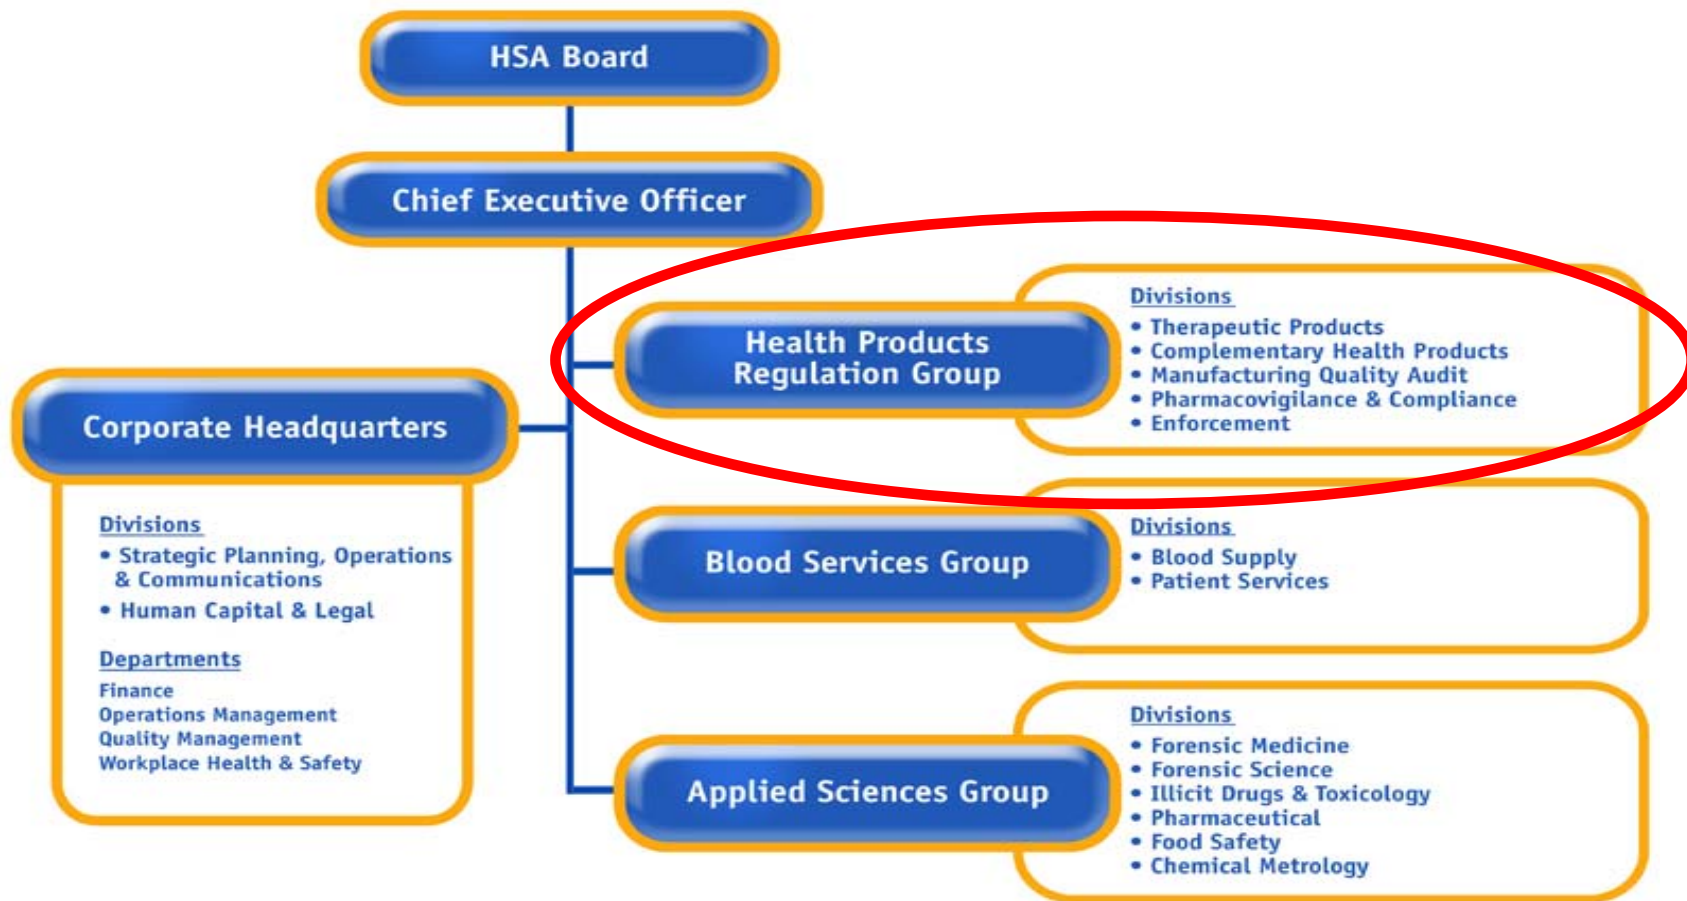 HSA Board
Chief Executive Officer
Health Products
Regulation Group
Divisions
• Therapeutic Products
• Complementary Health Products
• Manufacturing Quality Audit
• Pharmacovigilance & Compliance
• Enforcement
Corporate Headquarters
Divisions
• Strategic Planning, Operations
& Communications
• Human Capital & Legal
Departments
Finance
Operations Management
Quality Management
Workplace Health & Safety
Blood Services Group
Divisions
• Blood Supply
• Patient Services
Applied Sciences Group
Divisions
• Forensic Medicine
• Forensic Science
• Illicit Drugs & Toxicology
• Pharmaceutical
• Food Safety
• Chemical Metrology